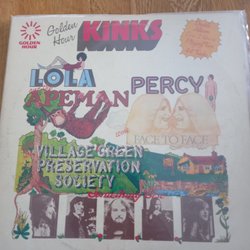 GOLDEN
HOUR
Golden
Hour
KINKS
LOLA
PERCY
APEMAN
FACE TO FACE
VILLAGE GREEN
PRESERVATION
SOCIETY